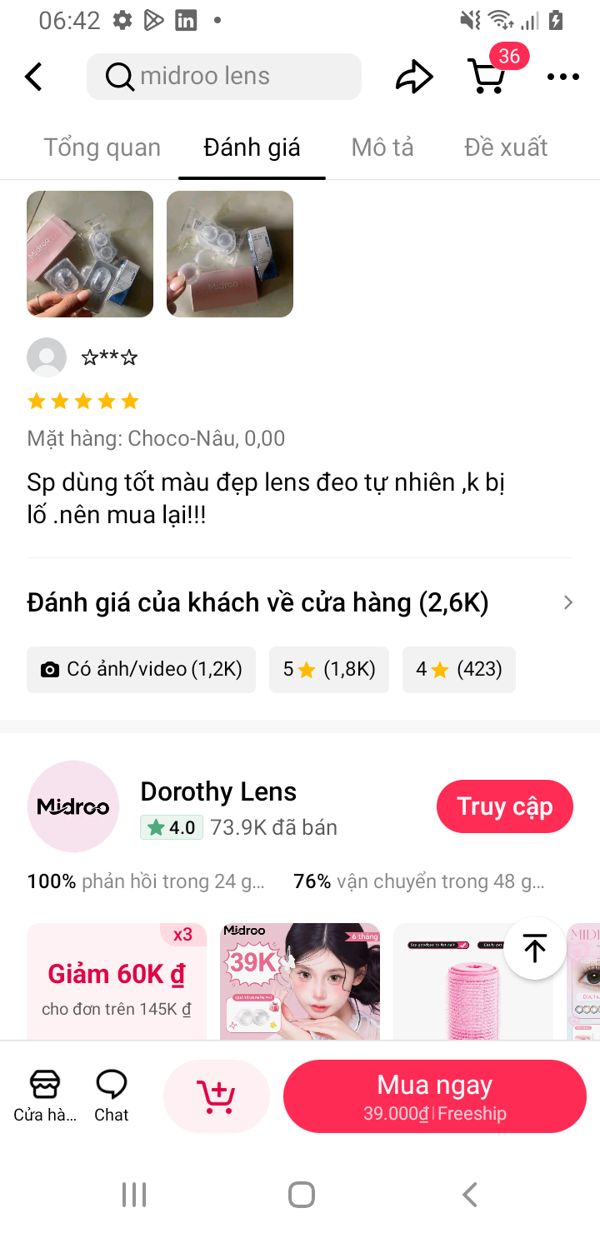 06:42
midroo lens
36
Tổng quan
Đánh giá
Mô tả
Đề xuất
Midroo
Midroo
☆**☆
Mặt hàng: Choco-Nâu, 0,00
Sp dùng tốt màu đẹp lens đeo tự nhiên ,k bị
lố .nên mua lại!!!
Đánh giá của khách về cửa hàng (2,6K)
Có ảnh/video (1,2K)
5 ★ (1,8K)
4 ★ (423)
Midroo
Dorothy Lens
4.0
73.9K đã bán
Truy cập
100% phản hồi trong 24 g...
76% vận chuyển trong 48 g...
x3
Giảm 60K ₫
cho đơn trên 145K ₫
Midroo
6 tháng
39K
Cửa hà...
Chat
Mua ngay
39.000₫ | Freeship